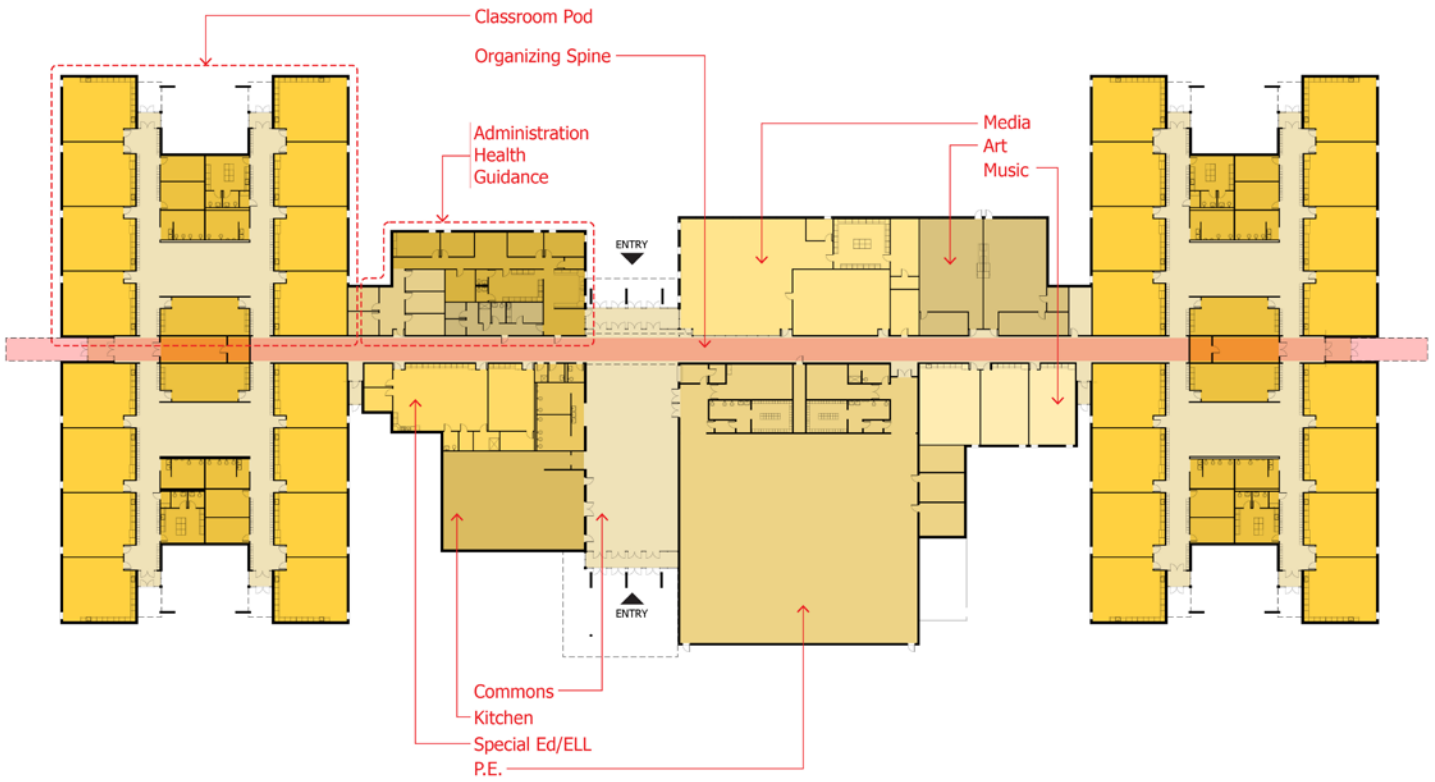 Classroom Pod
Organizing Spine
Administration
Health
Guidance
Media
Art
Music
ENTRY
ENTRY
Commons
Kitchen
Special Ed/ELL
P.E.